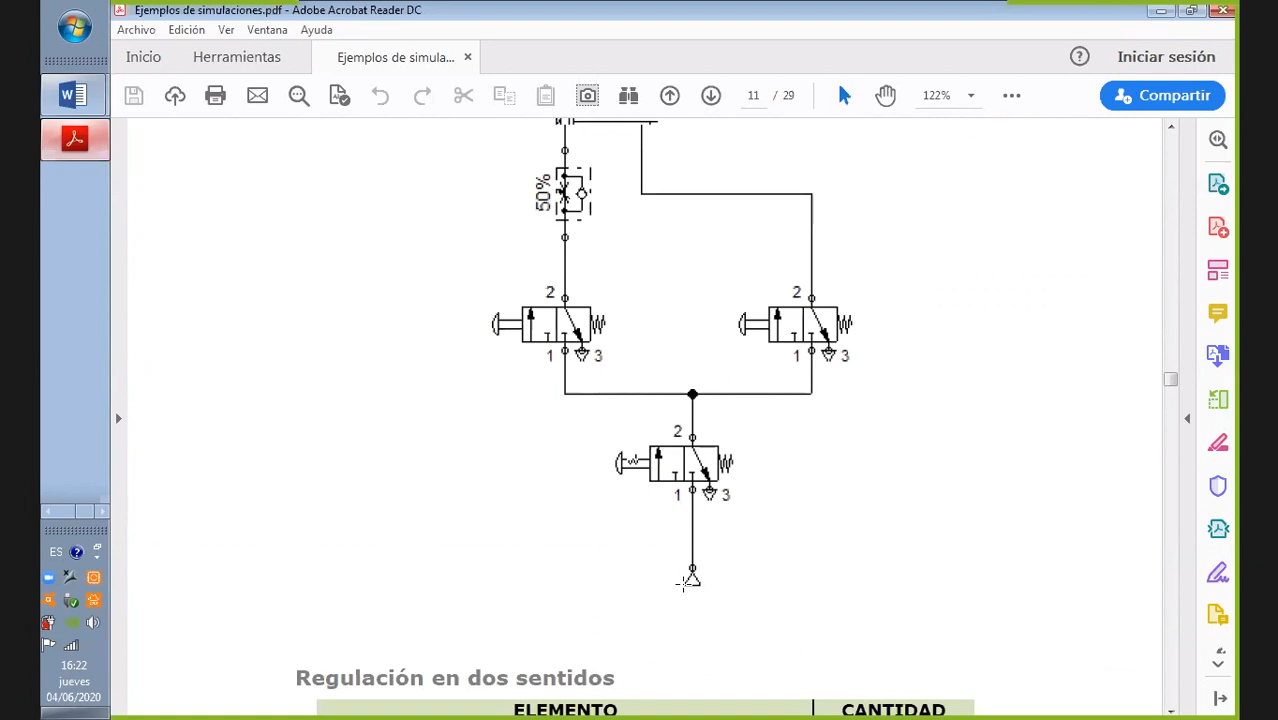 Ejemplos de simulaciones.pdf - Adobe Acrobat Reader DC
Archivo Edición Ver Ventana Ayuda
Inicio Herramientas Ejemplos de simula... × Iniciar sesión
11 / 29 122% Compartir
50%
2 2
1 3 1 3
2
1 3
Regulación en dos sentidos
ELEMENTO CANTIDAD
ES
16:22
jueves
04/06/2020